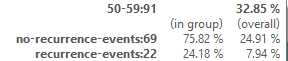 50-59:91 32.85 %
(in group) (overall)
no-recurrence-events:69 75.82 % 24.91 %
recurrence-events:22 24.18 % 7.94 %